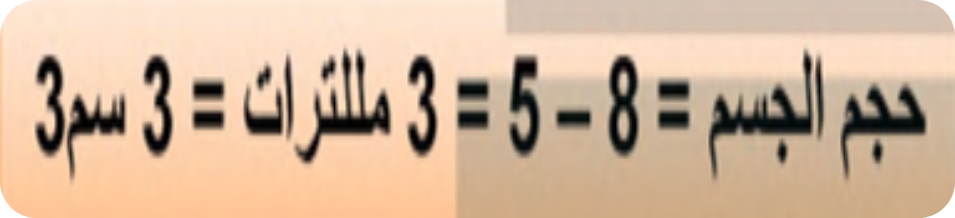 حجم الجسم = 8 – 5 = 3 مللترات = 3 سم3